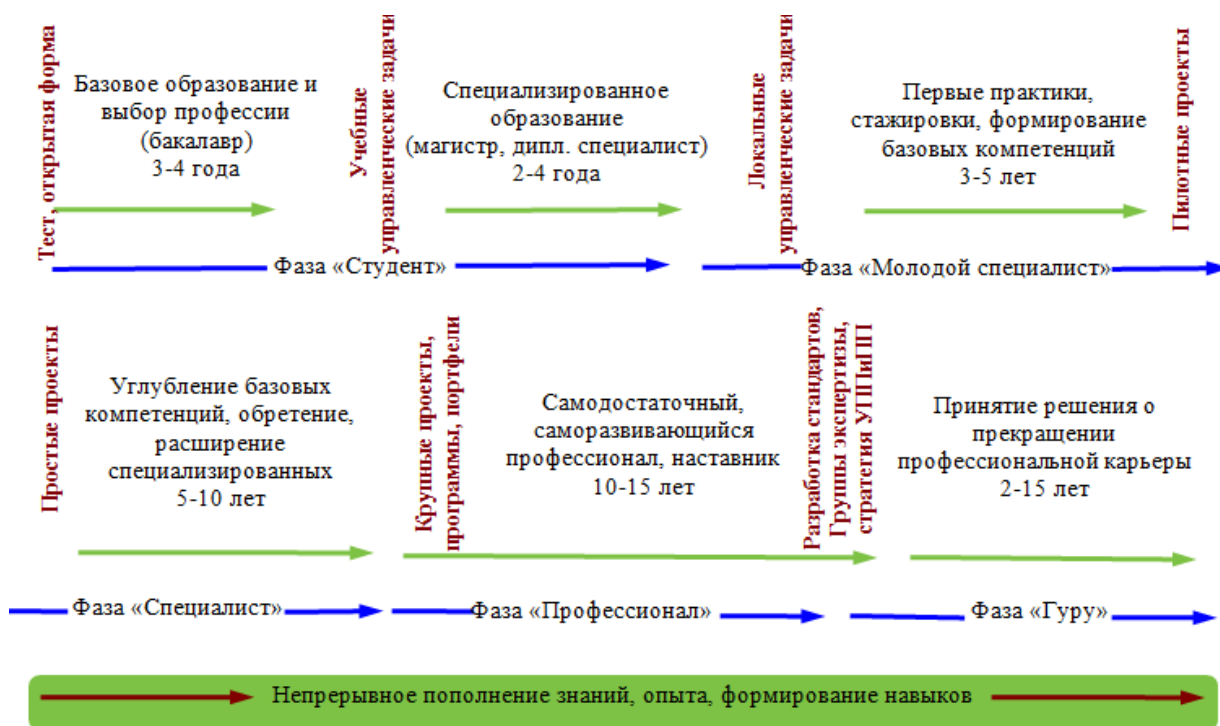 Тест, открытая форма
Базовое образование и
выбор профессии
(бакалавр)
3-4 года
Учебные
управленческие задачи
Специализированное
образование
(магистр, дипл. специалист)
2-4 года
Локальные
управленческие задачи
Первые практики,
стажировки, формирование
базовых компетенций
3-5 лет
Пилотные проекты
Фаза «Студент»
Фаза «Молодой специалист»
Простые проекты
Углубление базовых
компетенций, обретение,
расширение
специализированных
5-10 лет
Крупные проекты,
программы, портфели
Самодостаточный,
саморазвивающийся
профессионал, наставник
10-15 лет
Разработка стандартов,
Группы экспертизы,
стратегия УППиПП
Принятие решения о
прекращении
профессиональной карьеры
2-15 лет
Фаза «Специалист»
Фаза «Профессионал»
Фаза «Гуру»
Непрерывное пополнение знаний, опыта, формирование навыков